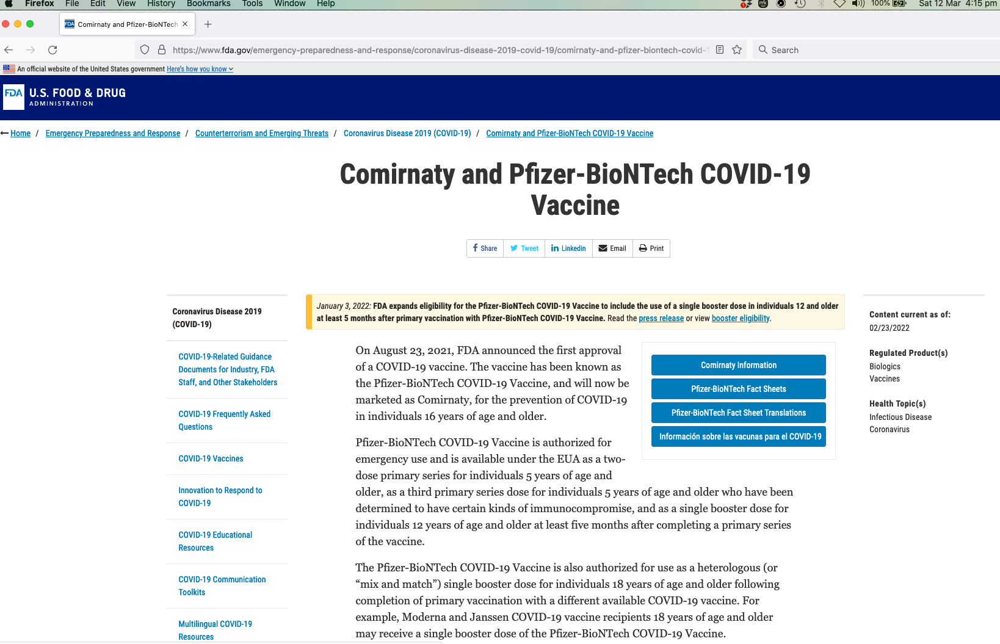 Firefox File Edit View History Bookmarks Tools Window Help 100% Sat 12 Mar 4:15 pm
FDA Comirnaty and Pfizer-BioNTech
https://www.fda.gov/emergency-preparedness-and-response/coronavirus-disease-2019-covid-19/comirnaty-and-pfizer-biontech-covid-1 Search
An official website of the United States government Here's how you know
FDA U.S. FOOD & DRUG
ADMINISTRATION
Home / Emergency Preparedness and Response / Counterterrorism and Emerging Threats / Coronavirus Disease 2019 (COVID-19) / Comirnaty and Pfizer-BioNTech COVID-19 Vaccine
Comirnaty and Pfizer-BioNTech COVID-19
Vaccine
Share Tweet Linkedin Email Print
Coronavirus Disease 2019
(COVID-19)
COVID-19-Related Guidance
Documents for Industry, FDA
Staff, and Other Stakeholders
COVID-19 Frequently Asked
Questions
COVID-19 Vaccines
Innovation to Respond to
COVID-19
COVID-19 Educational
Resources
COVID-19 Communication
Toolkits
Multilingual COVID-19
Resources
January 3, 2022: FDA expands eligibility for the Pfizer-BioNTech COVID-19 Vaccine to include the use of a single booster dose in individuals 12 and older
at least 5 months after primary vaccination with Pfizer-BioNTech COVID-19 Vaccine. Read the press release or view booster eligibility.
On August 23, 2021, FDA announced the first approval
of a COVID-19 vaccine. The vaccine has been known as
the Pfizer-BioNTech COVID-19 Vaccine, and will now be
marketed as Comirnaty, for the prevention of COVID-19
in individuals 16 years of age and older.
Pfizer-BioNTech COVID-19 Vaccine is authorized for
emergency use and is available under the EUA as a two-
dose primary series for individuals 5 years of age and
older, as a third primary series dose for individuals 5 years of age and older who have been
determined to have certain kinds of immunocompromise, and as a single booster dose for
individuals 12 years of age and older at least five months after completing a primary series
of the vaccine.
The Pfizer-BioNTech COVID-19 Vaccine is also authorized for use as a heterologous (or
“mix and match”) single booster dose for individuals 18 years of age and older following
completion of primary vaccination with a different available COVID-19 vaccine. For
example, Moderna and Janssen COVID-19 vaccine recipients 18 years of age and older
may receive a single booster dose of the Pfizer-BioNTech COVID-19 Vaccine.
Comirnaty Information
Pfizer-BioNTech Fact Sheets
Pfizer-BioNTech Fact Sheet Translations
Información sobre las vacunas para el COVID-19
Content current as of:
02/23/2022
Regulated Product(s)
Biologics
Vaccines
Health Topic(s)
Infectious Disease
Coronavirus